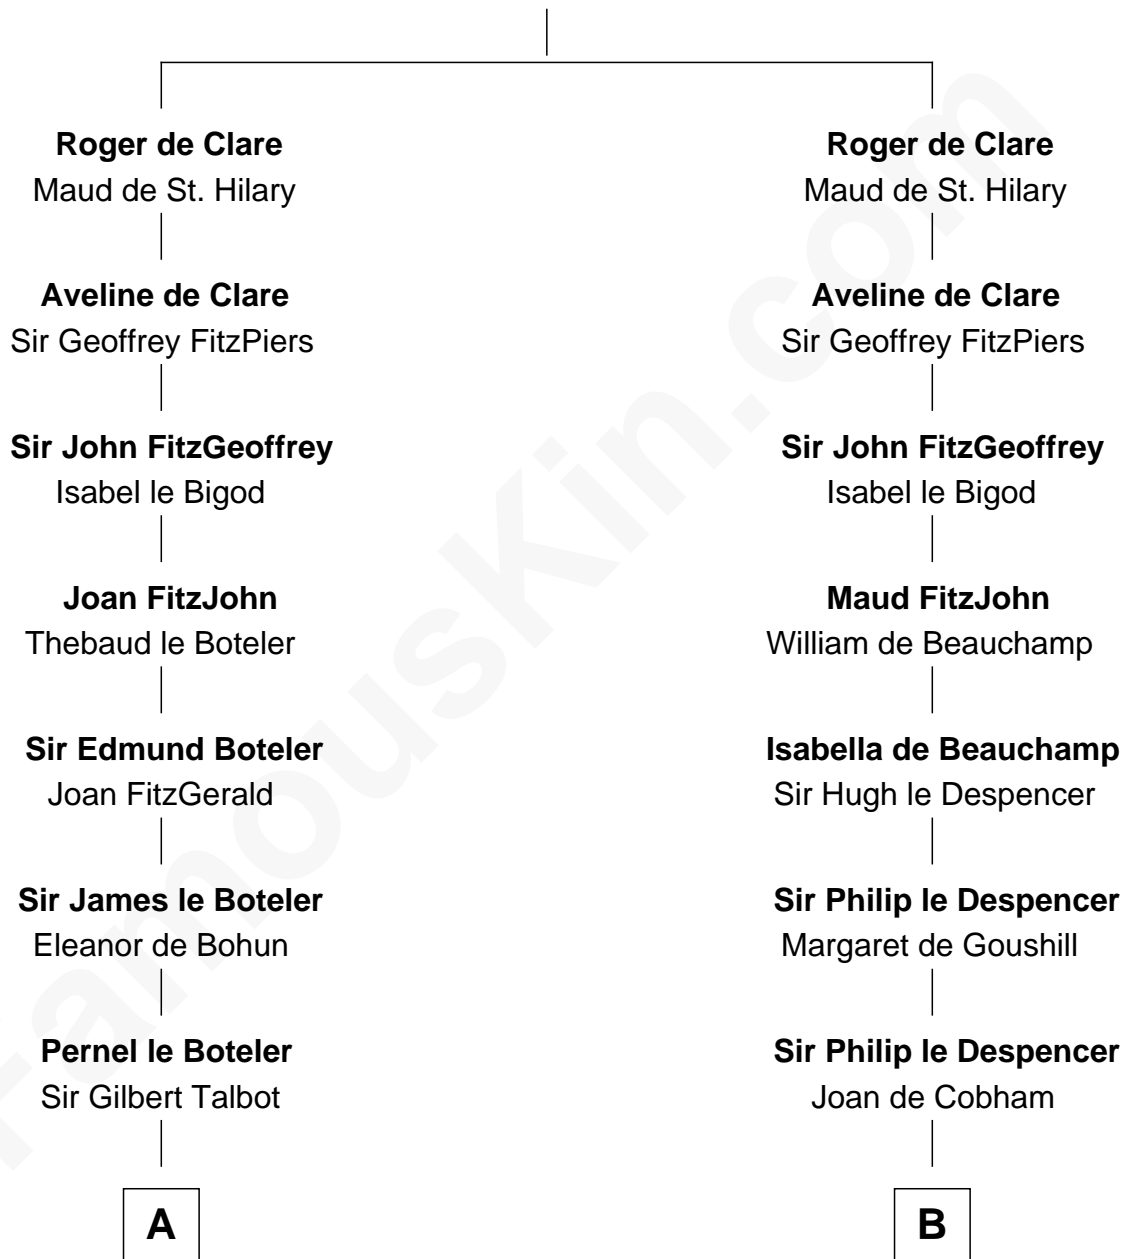 Roger de Clare
Maud de St. Hilary
Aveline de Clare
Sir Geoffrey FitzPiers
Sir John FitzGeoffrey
Isabel le Bigod
Joan FitzJohn
Thebaud le Boteler
Sir Edmund Boteler
Joan FitzGerald
Sir James le Boteler
Eleanor de Bohun
Pernel le Boteler
Sir Gilbert Talbot
A
Roger de Clare
Maud de St. Hilary
Aveline de Clare
Sir Geoffrey FitzPiers
Sir John FitzGeoffrey
Isabel le Bigod
Maud FitzJohn
William de Beauchamp
Isabella de Beauchamp
Sir Hugh le Despencer
Sir Philip le Despencer
Margaret de Goushill
Sir Philip le Despencer
Joan de Cobham
B
FamousKin.com